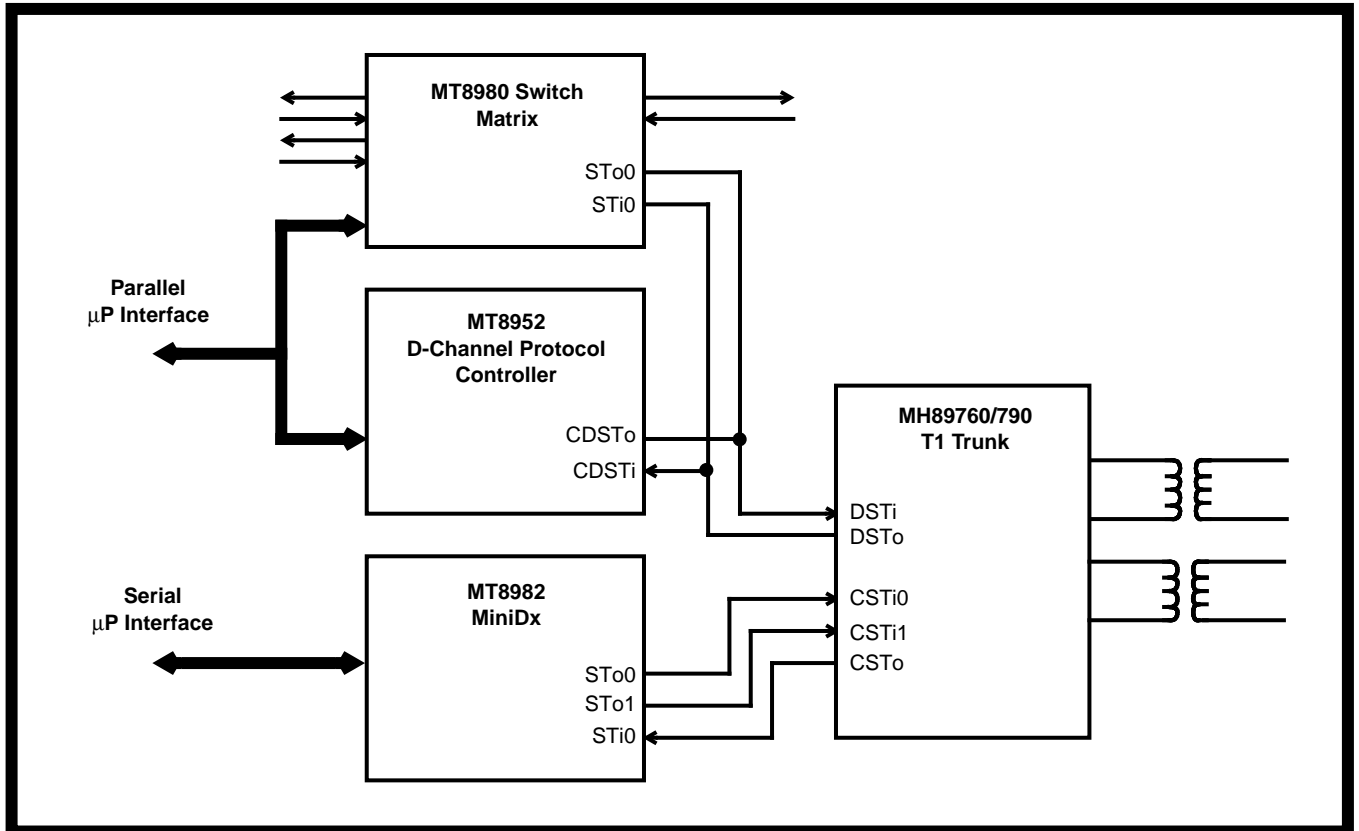 MT8980 Switch
Matrix
STo0
STi0
Parallel
μP Interface
MT8952
D-Channel Protocol
Controller
CDSTo
CDSTi
MH89760/790
T1 Trunk
DSTi
DSTo
CSTi0
CSTi1
CSTo
Serial
μP Interface
MT8982
MiniDx
STo0
STo1
STi0